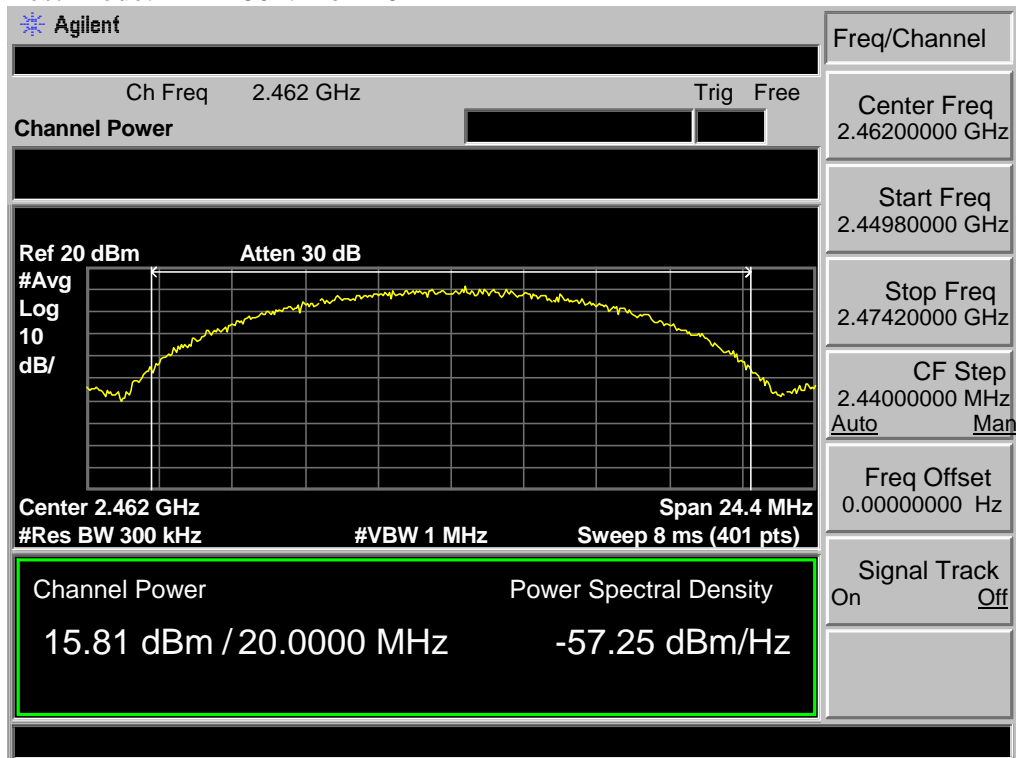 Agilent
Freq/Channel
Ch Freq 2.462 GHz Trig Free
Channel Power
Center Freq
2.46200000 GHz
Start Freq
2.44980000 GHz
Ref 20 dBm Atten 30 dB
#Avg
Log
10
dB/
Stop Freq
2.47420000 GHz
CF Step
2.44000000 MHz
Auto Man
Freq Offset
0.00000000 Hz
Center 2.462 GHz Span 24.4 MHz
#Res BW 300 kHz #VBW 1 MHz Sweep 8 ms (401 pts)
Signal Track
On Off
Channel Power Power Spectral Density
15.81 dBm / 20.0000 MHz -57.25 dBm/Hz